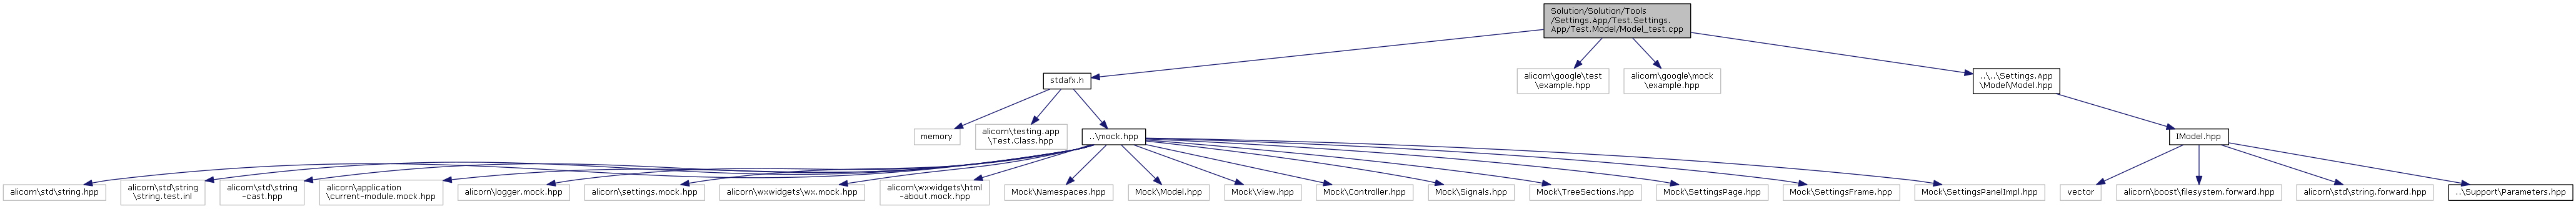 Solution/Solution/Tools
/Settings.App/Test.Settings.
App/Test.Model/Model_test.cpp
stdafx.h
alicorn\google\test
\example.hpp
alicorn\google\mock
\example.hpp
..\..\Settings.App
\Model\Model.hpp
memory
alicorn\testing.app
\Test.Class.hpp
..\mock.hpp
IModel.hpp
alicorn\std\string.hpp
alicorn\std\string
\string.test.inl
alicorn\std\string
-cast.hpp
alicorn\application
\current-module.mock.hpp
alicorn\logger.mock.hpp
alicorn\settings.mock.hpp
alicorn\wxwidgets\wx.mock.hpp
alicorn\wxwidgets\html
-about.mock.hpp
Mock\Namespaces.hpp
Mock\Model.hpp
Mock\View.hpp
Mock\Controller.hpp
Mock\Signals.hpp
Mock\TreeSections.hpp
Mock\SettingsPage.hpp
Mock\SettingsFrame.hpp
Mock\SettingsPanelImpl.hpp
vector
alicorn\boost\filesystem.forward.hpp
alicorn\std\string.forward.hpp
..\Support\Parameters.hpp